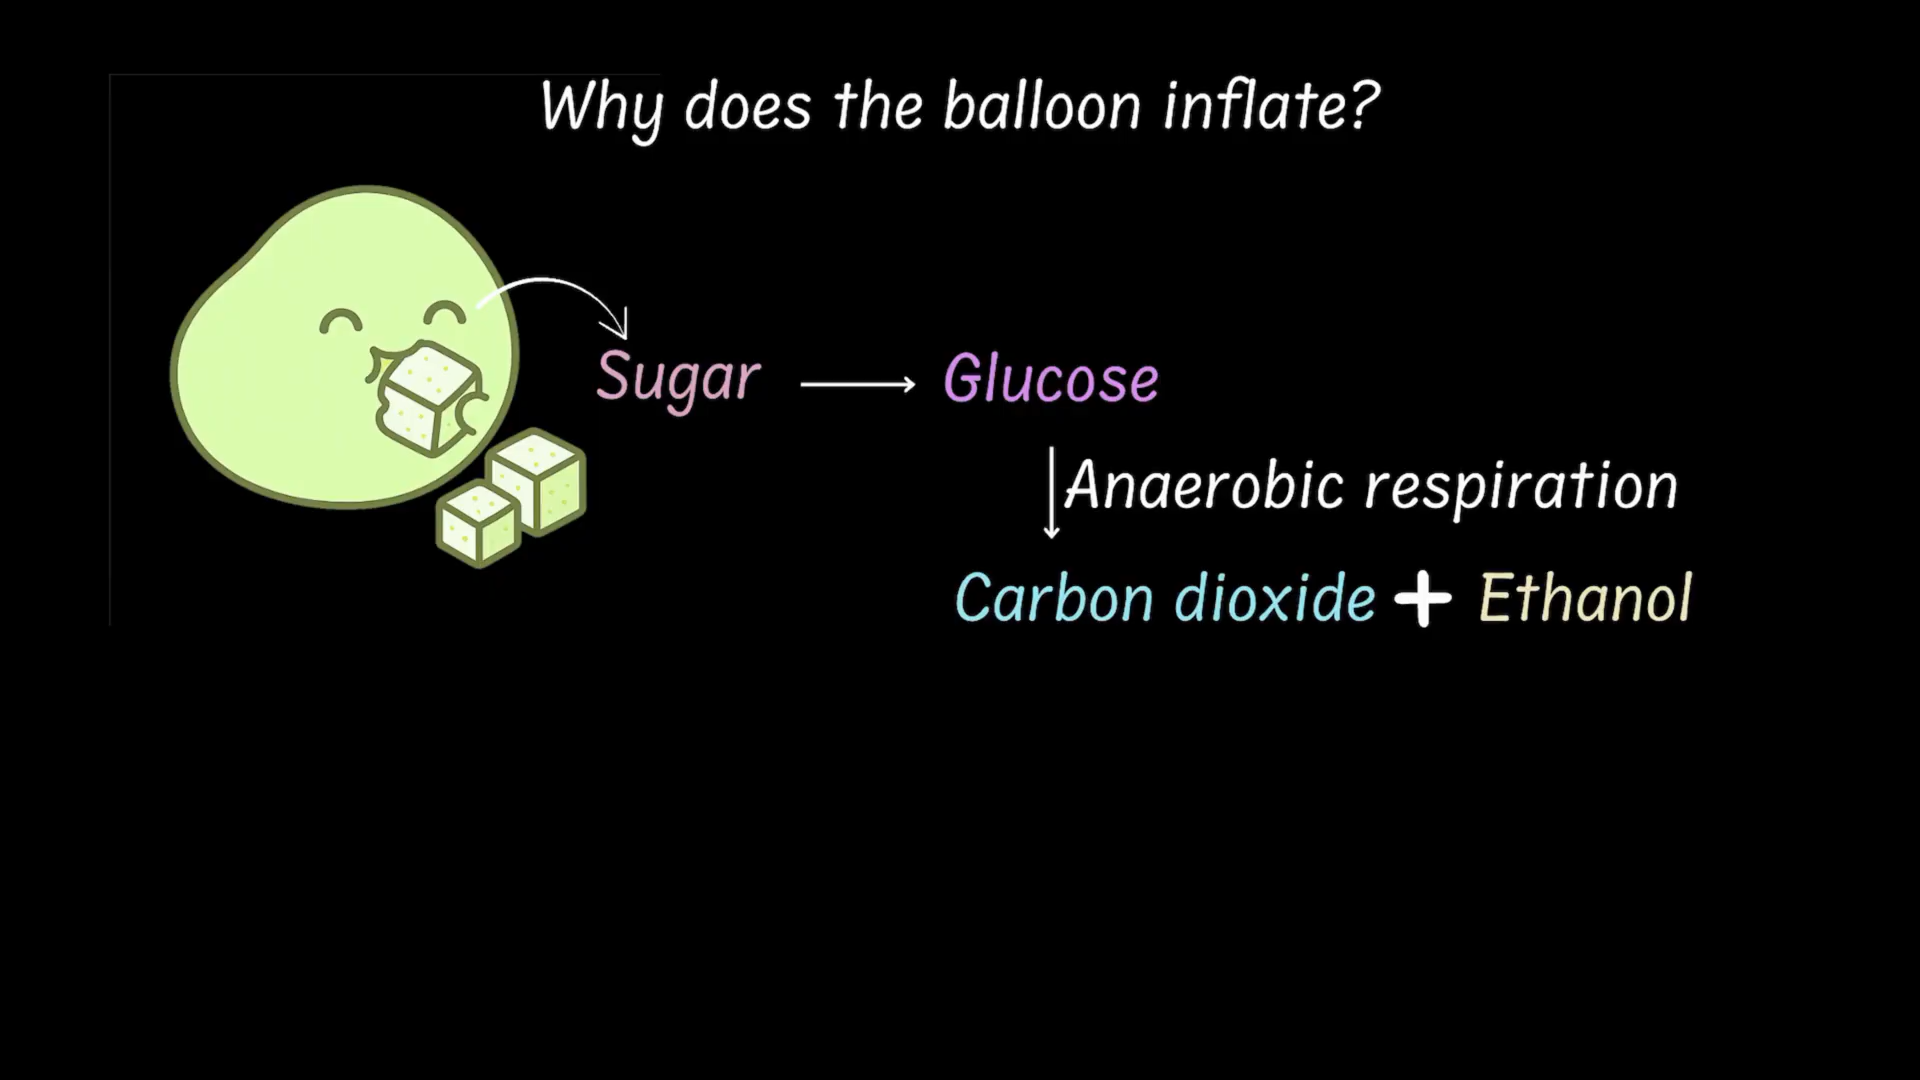 Why does the balloon inflate?
Sugar → Glucose
Anaerobic respiration
Carbon dioxide + Ethanol